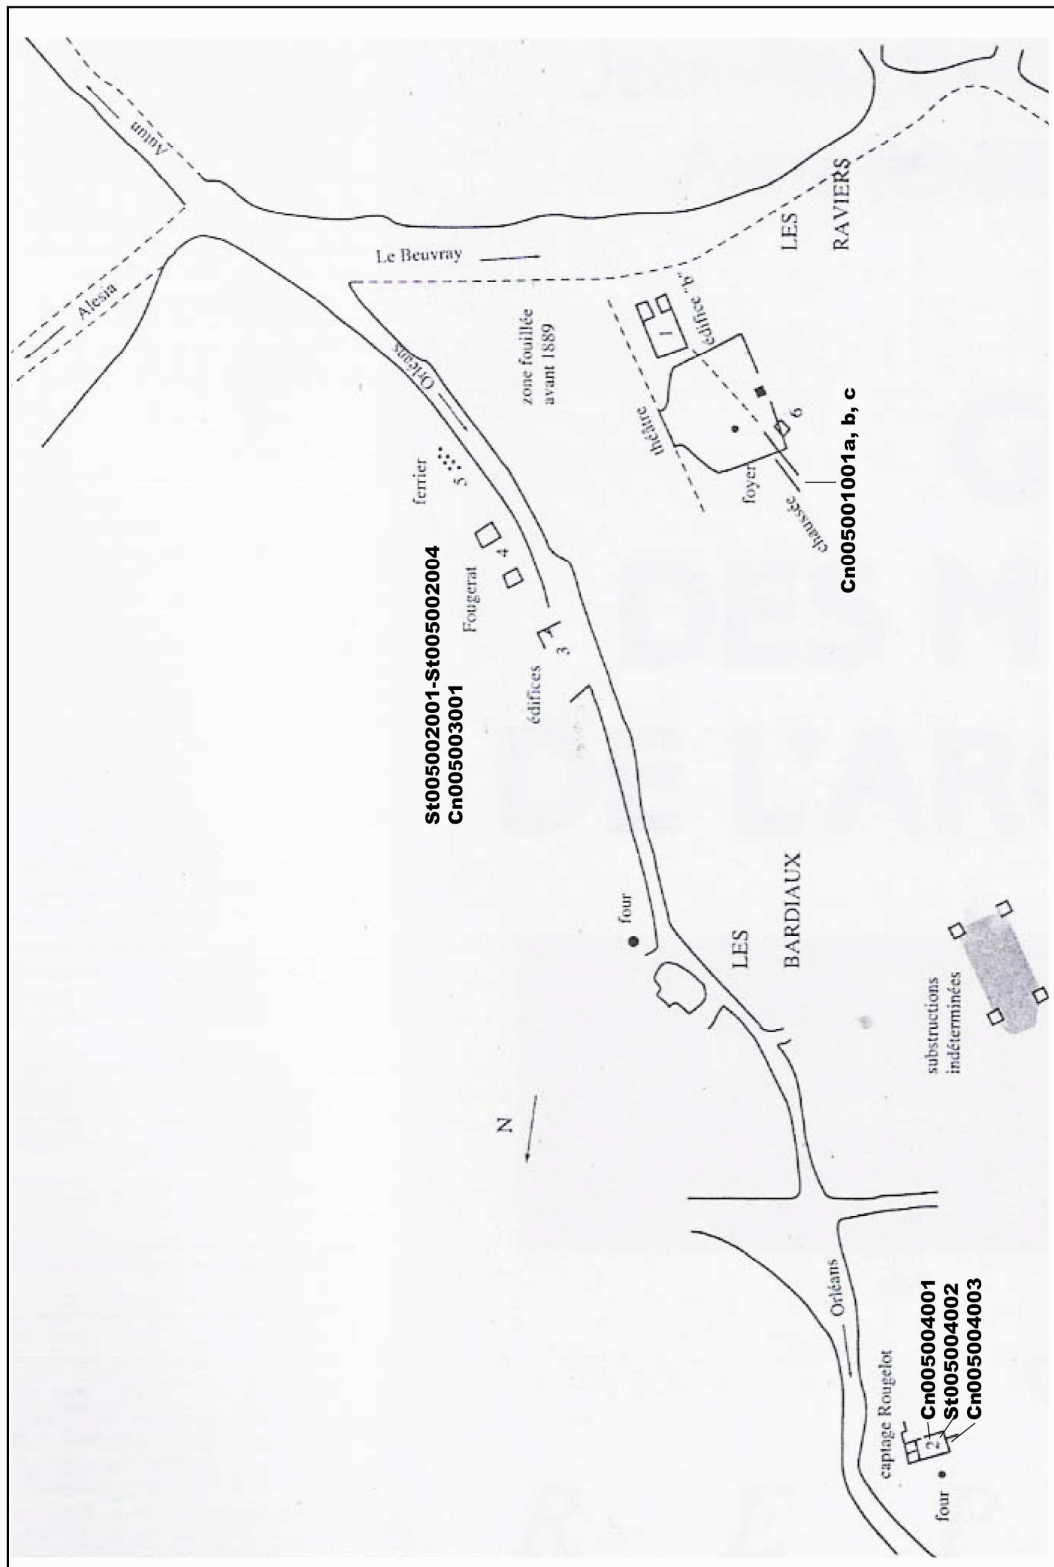 Alesia
Autun
Le Beuvray
Orléans
ferrier
5
St005002001-St005002004
Cn005003001
Fougerat
4
édifices
3
zone fouillée
avant 1889
N
four
théâtre
1
édifice "b"
foyer
6
chaussée
LES
RAVIERS
Cn005001001a, b, c
LES
BARDIAUX
substructions
indéterminées
Orléans
captage Rougelot
2
four
Cn005004001
St005004002
Cn005004003